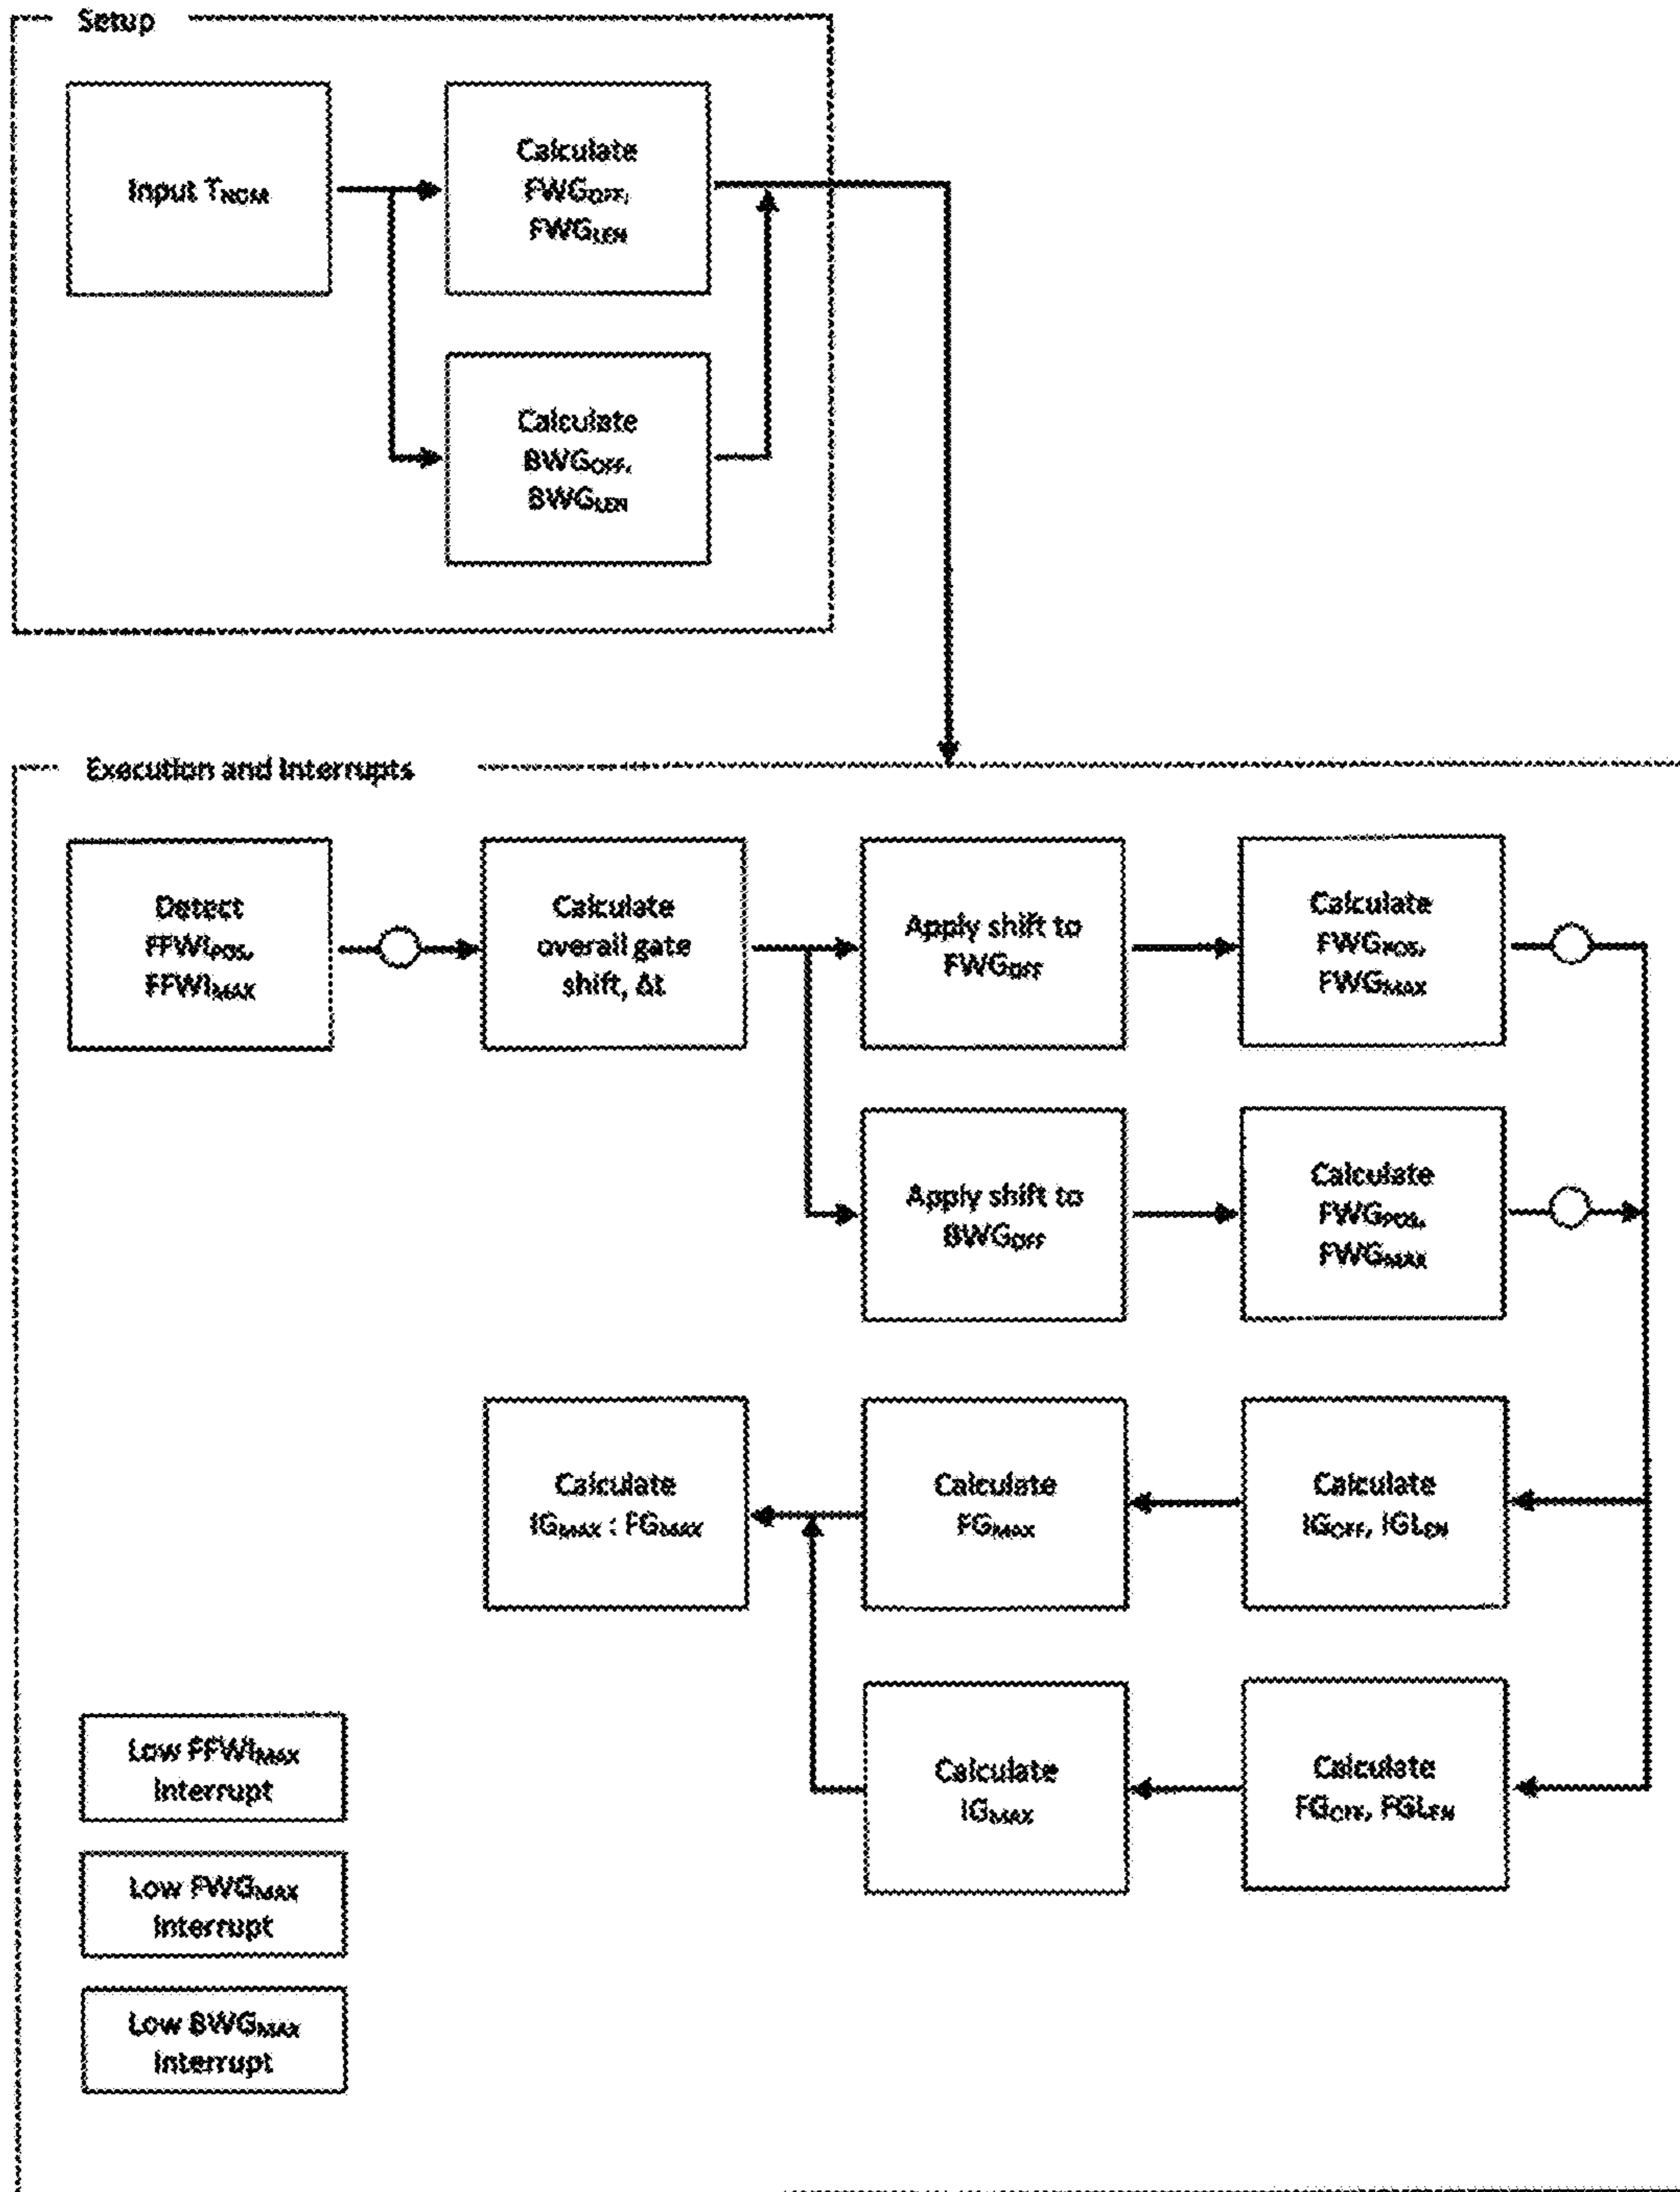 Setup
Input TNOM
Calculate
FWGOFF,
FWGLEN
Calculate
BWGOFF,
BWGLEN
Execution and Interrupts
Detect
FFWIPOS,
FFWIMAX
Calculate
overall gate
shift, Δt
Apply shift to
FWGOFF
Calculate
FWGPOS,
FWGMAX
Apply shift to
BWGOFF
Calculate
FWGPOS,
FWGMAX
Calculate
IGMAX : FGMAX
Calculate
FGMAX
Calculate
IGOFF, IGLEN
Calculate
IGMAX
Calculate
FGOFF, FGLEN
Low FFWIMAX
Interrupt
Low FWGMAX
Interrupt
Low BWGMAX
Interrupt